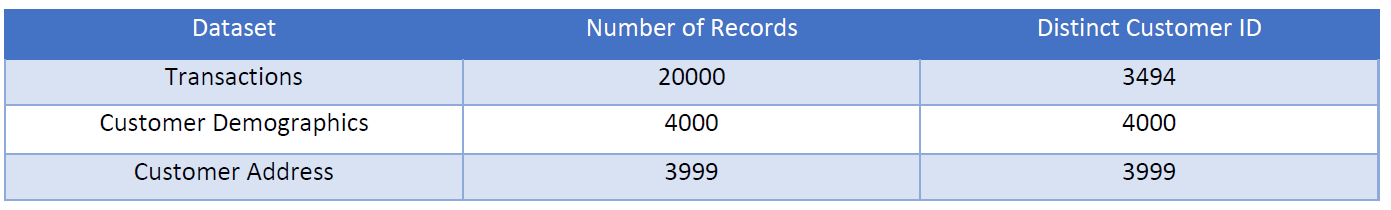 Dataset Number of Records Distinct Customer ID
Transactions 20000 3494
Customer Demographics 4000 4000
Customer Address 3999 3999